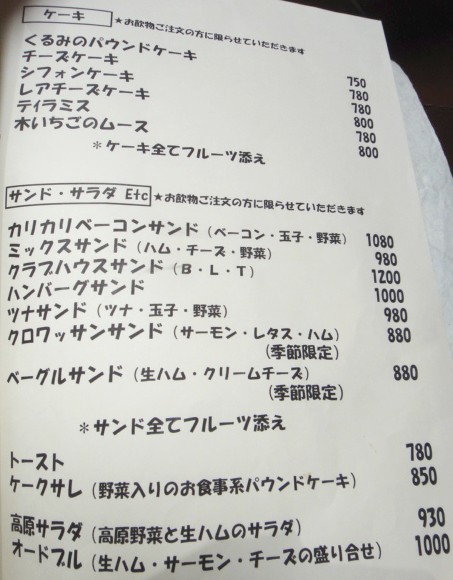 ケーキ ★お飲物ご注文の方に限らせていただきます
くるみのパウンドケーキ 750
チーズケーキ 780
シフォンケーキ 780
レアチーズケーキ 800
ティラミス 780
木いちごのムース 800
＊ケーキ全てフルーツ添え
サンド・サラダ Etc ★お飲物ご注文の方に限らせていただきます
カリカリベーコンサンド（ベーコン・玉子・野菜） 1080
ミックスサンド（ハム・チーズ・野菜） 980
クラブハウスサンド（B・L・T） 1200
ハンバーグサンド 1000
ツナサンド（ツナ・玉子・野菜） 980
クロワッサンサンド（サーモン・レタス・ハム） 880
（季節限定）
ベーグルサンド（生ハム・クリームチーズ） 880
（季節限定）
＊サンド全てフルーツ添え
トースト 780
ケークサレ（野菜入りのお食事系パウンドケーキ） 850
高原サラダ（高原野菜と生ハムのサラダ） 930
オードブル（生ハム・サーモン・チーズの盛り合せ） 1000